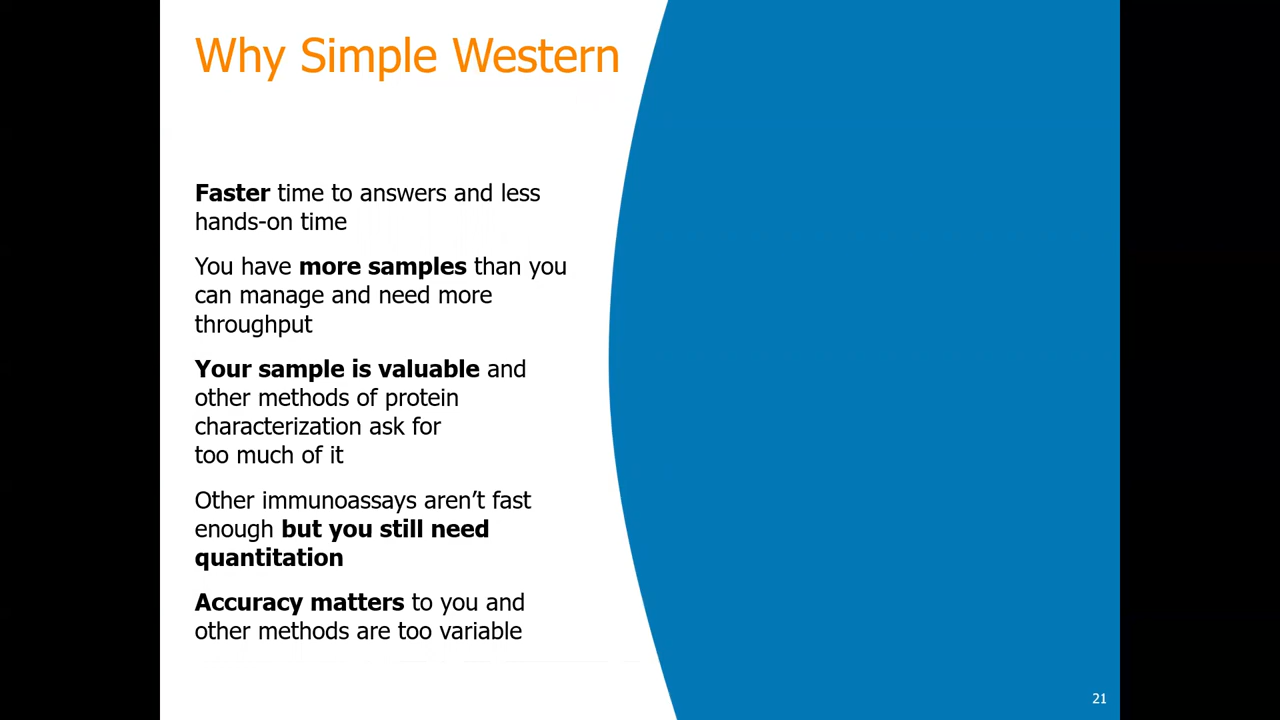 Why Simple Western
Faster time to answers and less
hands-on time
You have more samples than you
can manage and need more
throughput
Your sample is valuable and
other methods of protein
characterization ask for
too much of it
Other immunoassays aren’t fast
enough but you still need
quantitation
Accuracy matters to you and
other methods are too variable
21